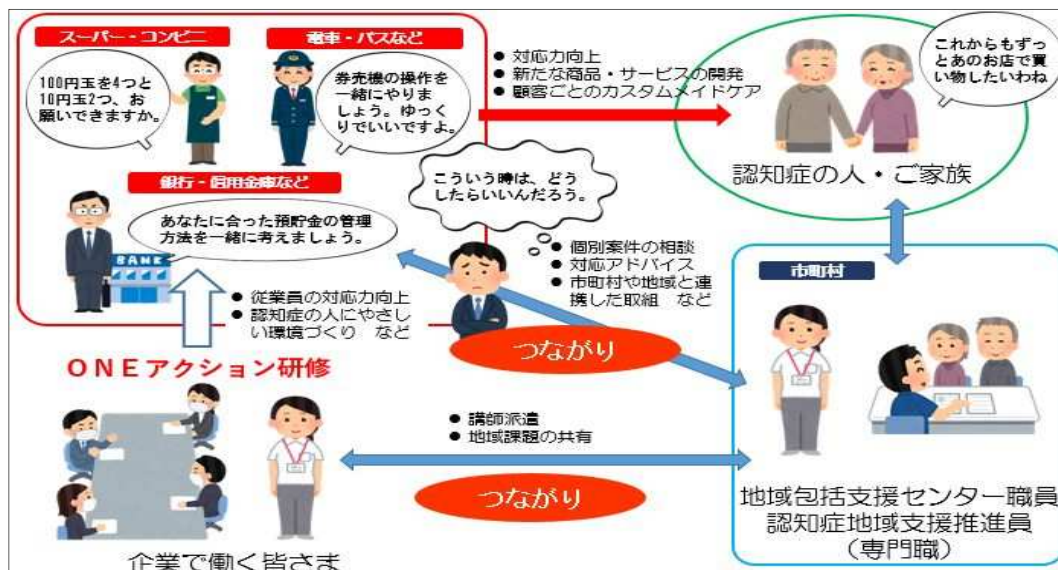 スーパー・コンビニ
100円玉を4つと
10円玉2つ、お
願いできますか。
電車・バスなど
券売機の操作を
一緒にやりま
しょう。ゆっく
りでいいですよ。
銀行・信用金庫など
あなたに合った預貯金の管理
方法を一緒に考えましょう。
BANK
● 対応力向上
● 新たな商品・サービスの開発
● 顧客ごとのカスタムメイドケア
これからもずっ
とあのお店で買
い物したいわね
認知症の人・ご家族
こういう時は、どう
したらいいんだろう。
● 個別案件の相談
● 対応アドバイス
● 市町村や地域と連
携した取組 など
つながり
● 従業員の対応力向上
● 認知症の人にやさし
い環境づくり など
ONEアクション研修
企業で働く皆さま
● 講師派遣
● 地域課題の共有
つながり
市町村
地域包括支援センター職員
認知症地域支援推進員
（専門職）